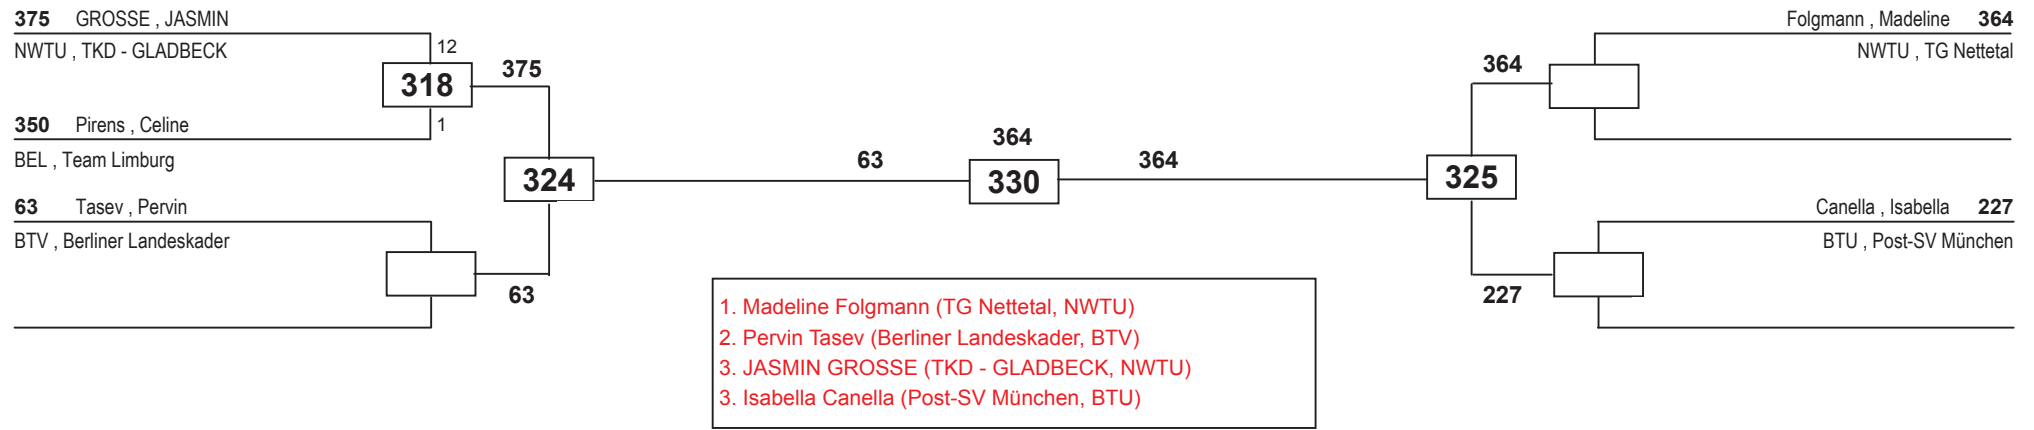 375 GROSSE , JASMIN
NWTU , TKD - GLADBECK
12
318
375
350 Pirens , Celine
1
BEL , Team Limburg
324
63 Tasev , Pervin
BTV , Berliner Landeskader
63
63
364
330
364
Folgmann , Madeline 364
NWTU , TG Nettetal
364
325
Canella , Isabella 227
BTU , Post-SV München
227
1. Madeline Folgmann (TG Nettetal, NWTU)
2. Pervin Tasev (Berliner Landeskader, BTV)
3. JASMIN GROSSE (TKD - GLADBECK, NWTU)
3. Isabella Canella (Post-SV München, BTU)